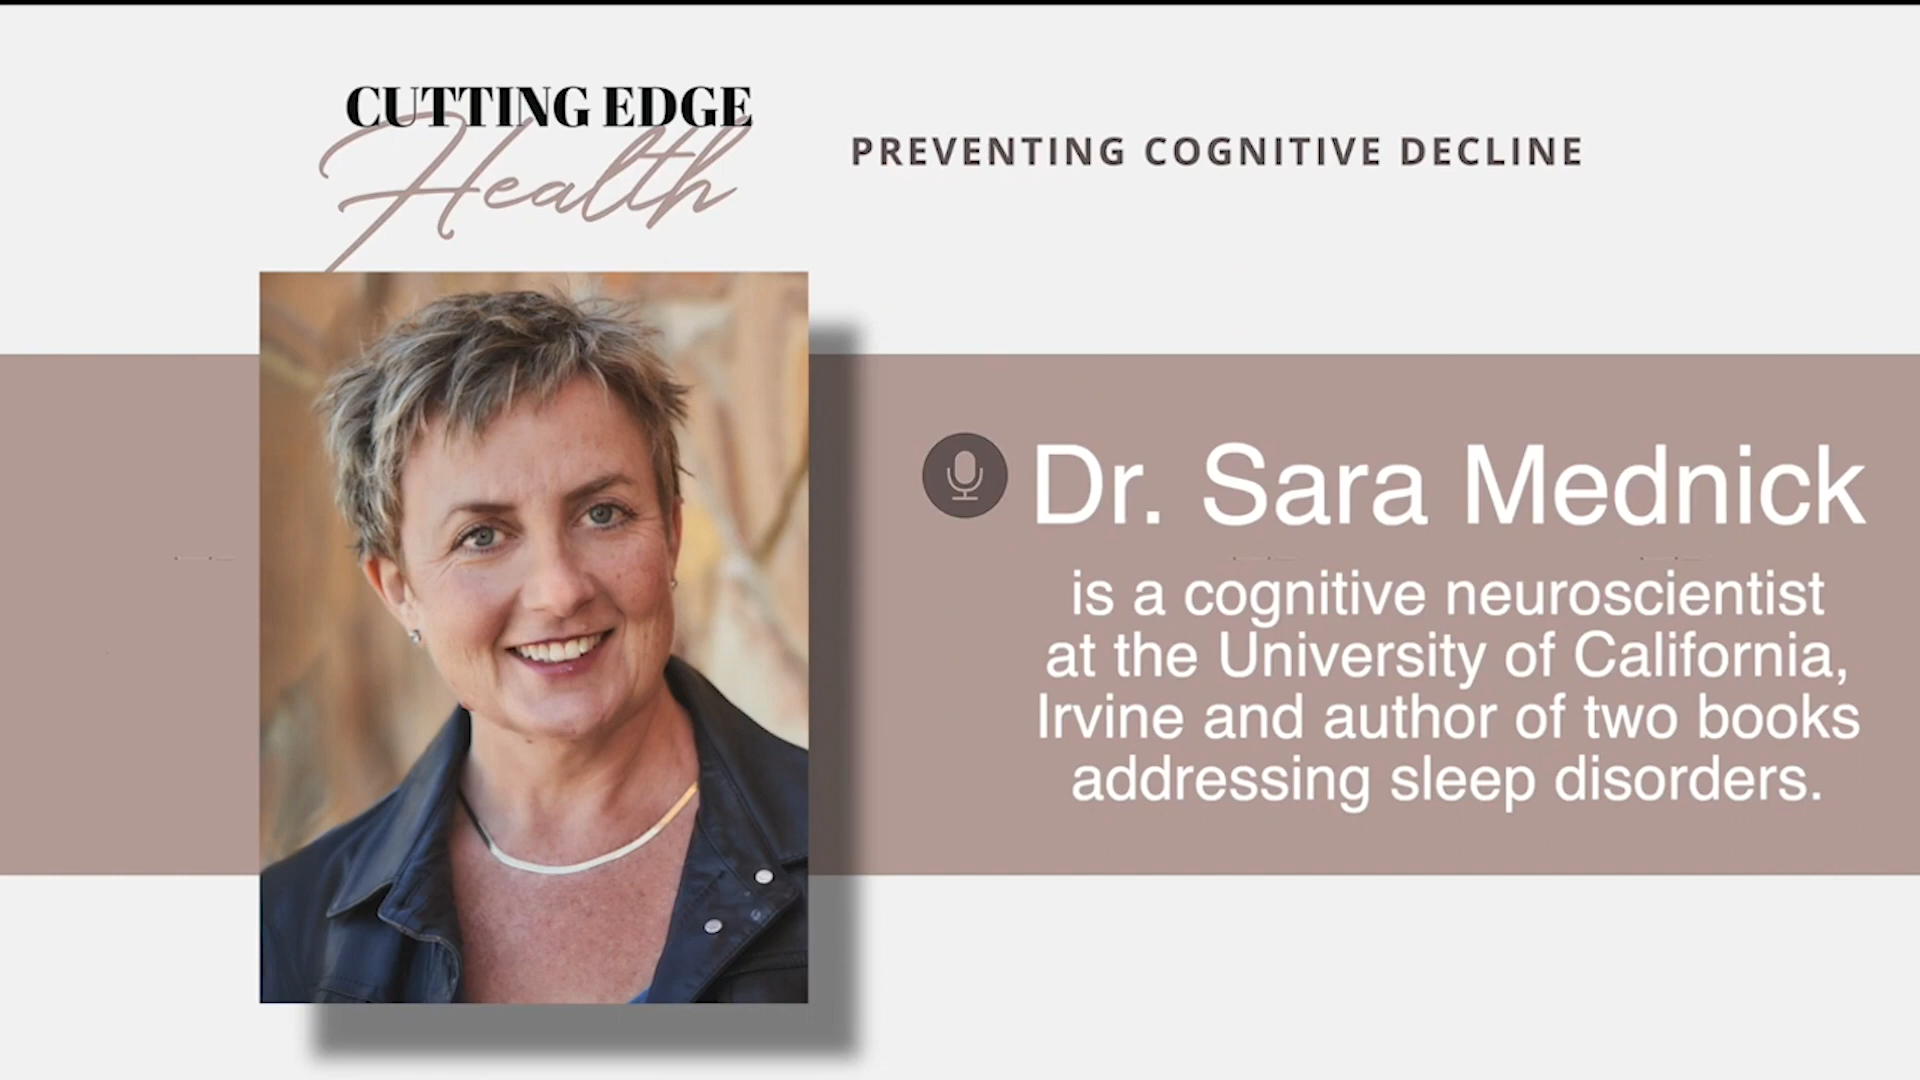 CUTTING EDGE
Health
PREVENTING COGNITIVE DECLINE
Dr. Sara Mednick
is a cognitive neuroscientist
at the University of California,
Irvine and author of two books
addressing sleep disorders.